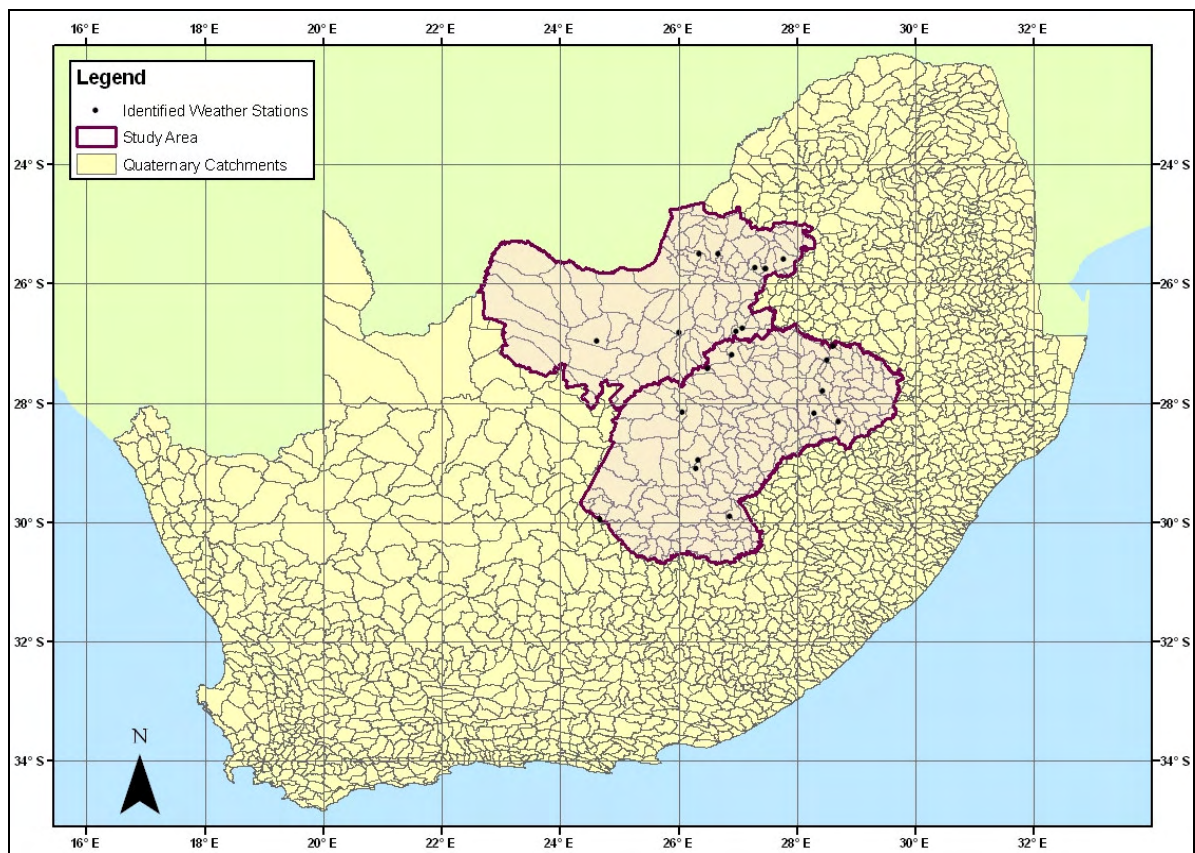 16° E 18° E 20° E 22° E 24° E 26° E 28° E 30° E 32° E
Legend
Identified Weather Stations
Study Area
Quaternary Catchments
24° S 24° S
26° S 26° S
28° S 28° S
30° S 30° S
32° S 32° S
34° S 34° S
N
16° E 18° E 20° E 22° E 24° E 26° E 28° E 30° E 32° E